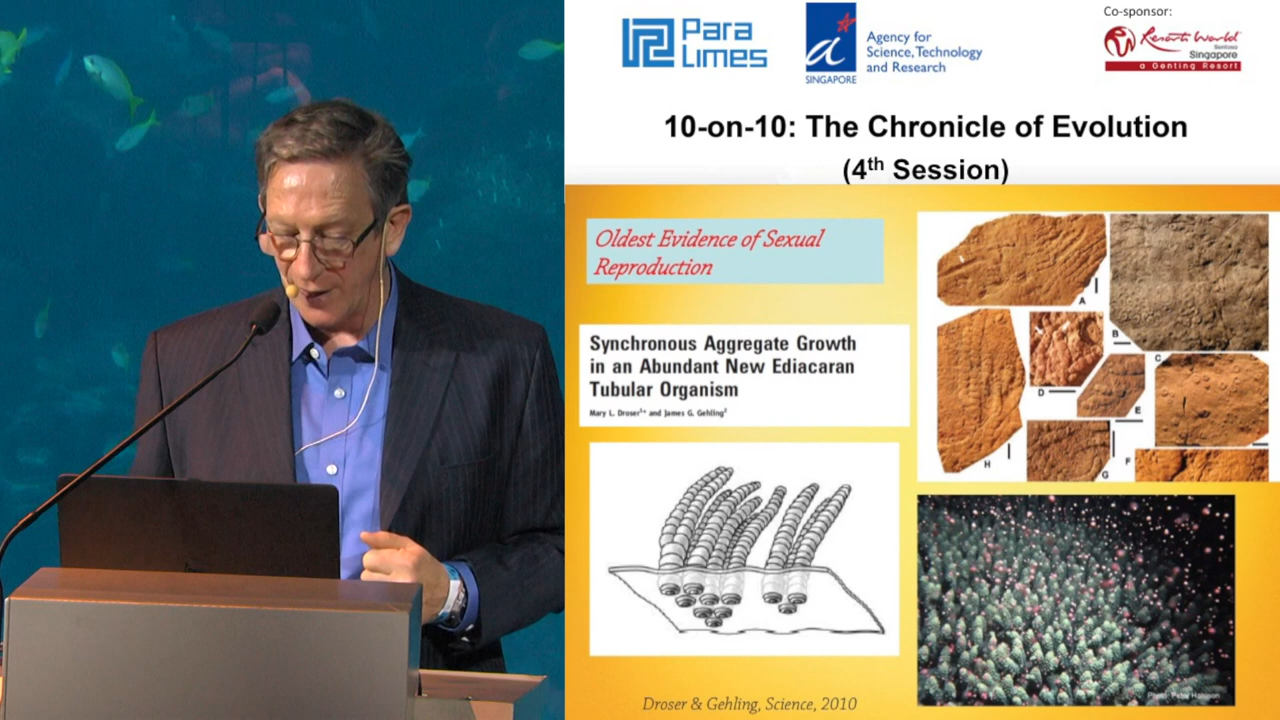 Para
Limes
SINGAPORE
Agency for
Science, Technology
and Research
Co-sponsor:
Resorts World
Sentosa
Singapore
a Genting Resort
10-on-10: The Chronicle of Evolution
(4th Session)
Oldest Evidence of Sexual
Reproduction
Synchronous Aggregate Growth
in an Abundant New Ediacaran
Tubular Organism
Mary L. Droser1* and James G. Gehling2
A
B
C
D
E
F
G
H
Droser & Gehling, Science, 2010